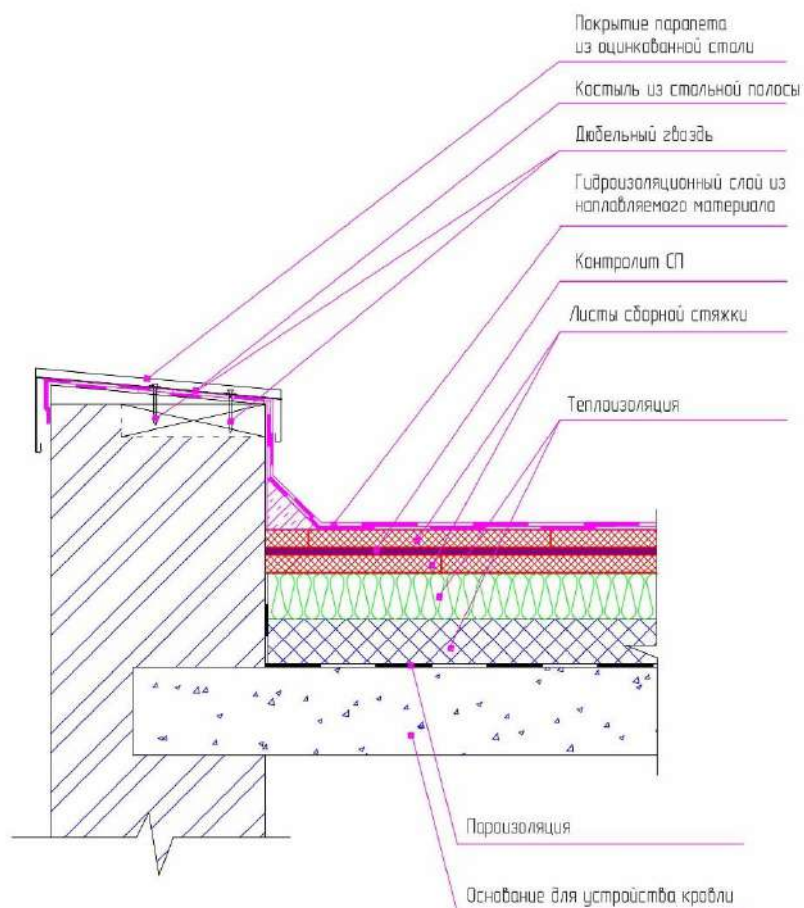 Покрытие парапета
из оцинкованной стали
Костыль из стальной полосы
Дюбельный гвоздь
Гидроизоляционный слой из
наплавляемого материала
Контролит СП
Листы сборной стяжки
Теплоизоляция
Пароизоляция
Основание для устройства кровли